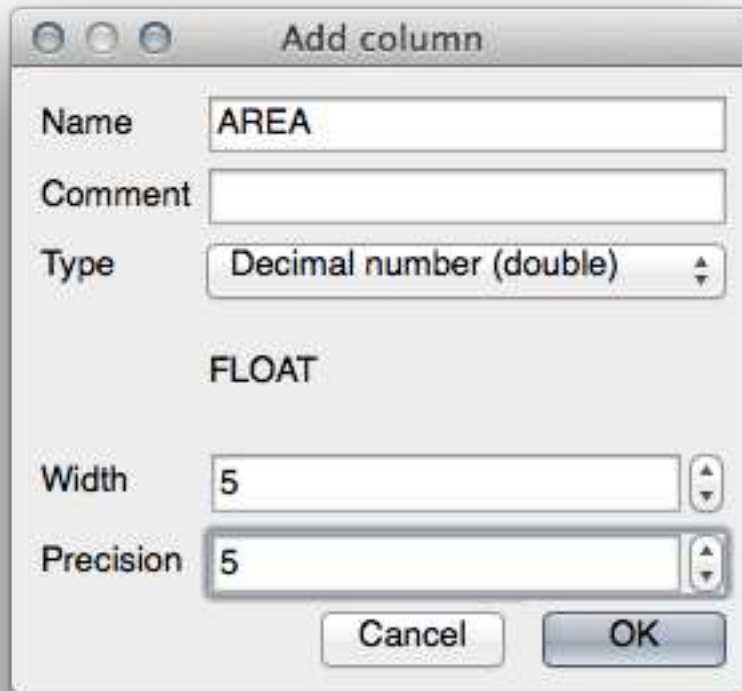 Add column
Name AREA
Comment
Type Decimal number (double)
FLOAT
Width 5
Precision 5
Cancel OK